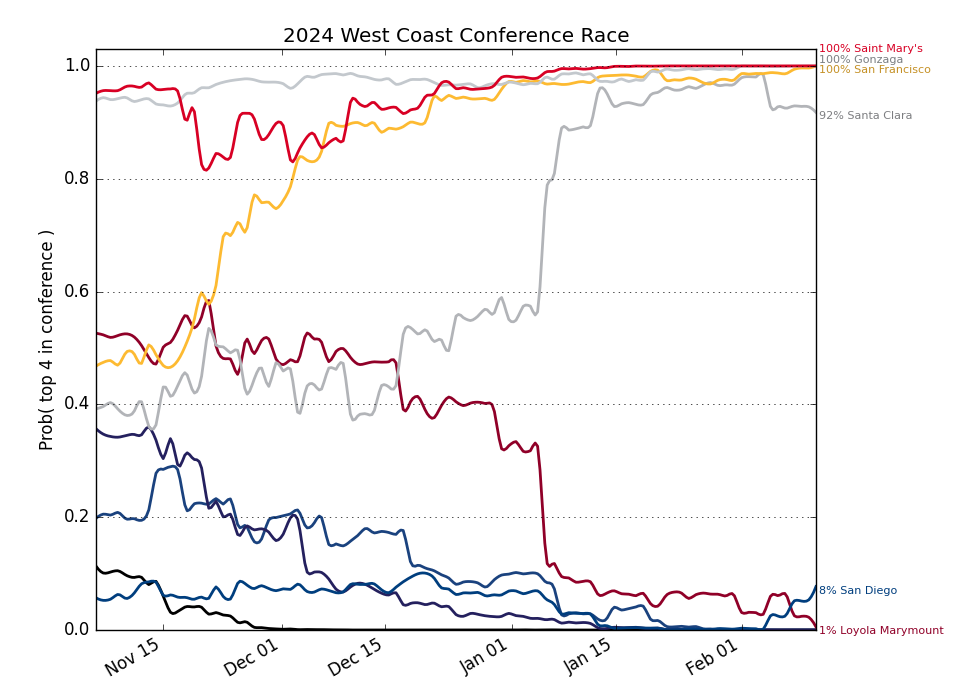 2024 West Coast Conference Race
Prob( top 4 in conference )
1.0
0.8
0.6
0.4
0.2
0.0
Nov 15
Dec 01
Dec 15
Jan 01
Jan 15
Feb 01
100% Saint Mary's
100% Gonzaga
100% San Francisco
92% Santa Clara
8% San Diego
1% Loyola Marymount